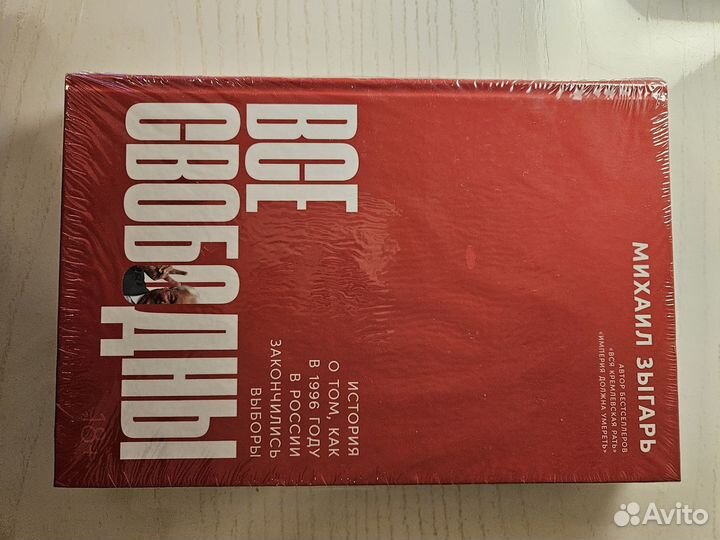 МИХАИЛ ЗЫГАРЬ
АВТОР БЕСТСЕЛЛЕРОВ
«ВСЯ КРЕМЛЕВСКАЯ РАТЬ»
«ИМПЕРИЯ ДОЛЖНА УМЕРЕТЬ»
ИСТОРИЯ
О ТОМ, КАК
В 1996 ГОДУ
В РОССИИ
ЗАКОНЧИЛИСЬ
ВЫБОРЫ
ВСЕ
СВОБОДНЫ
18+
Avito